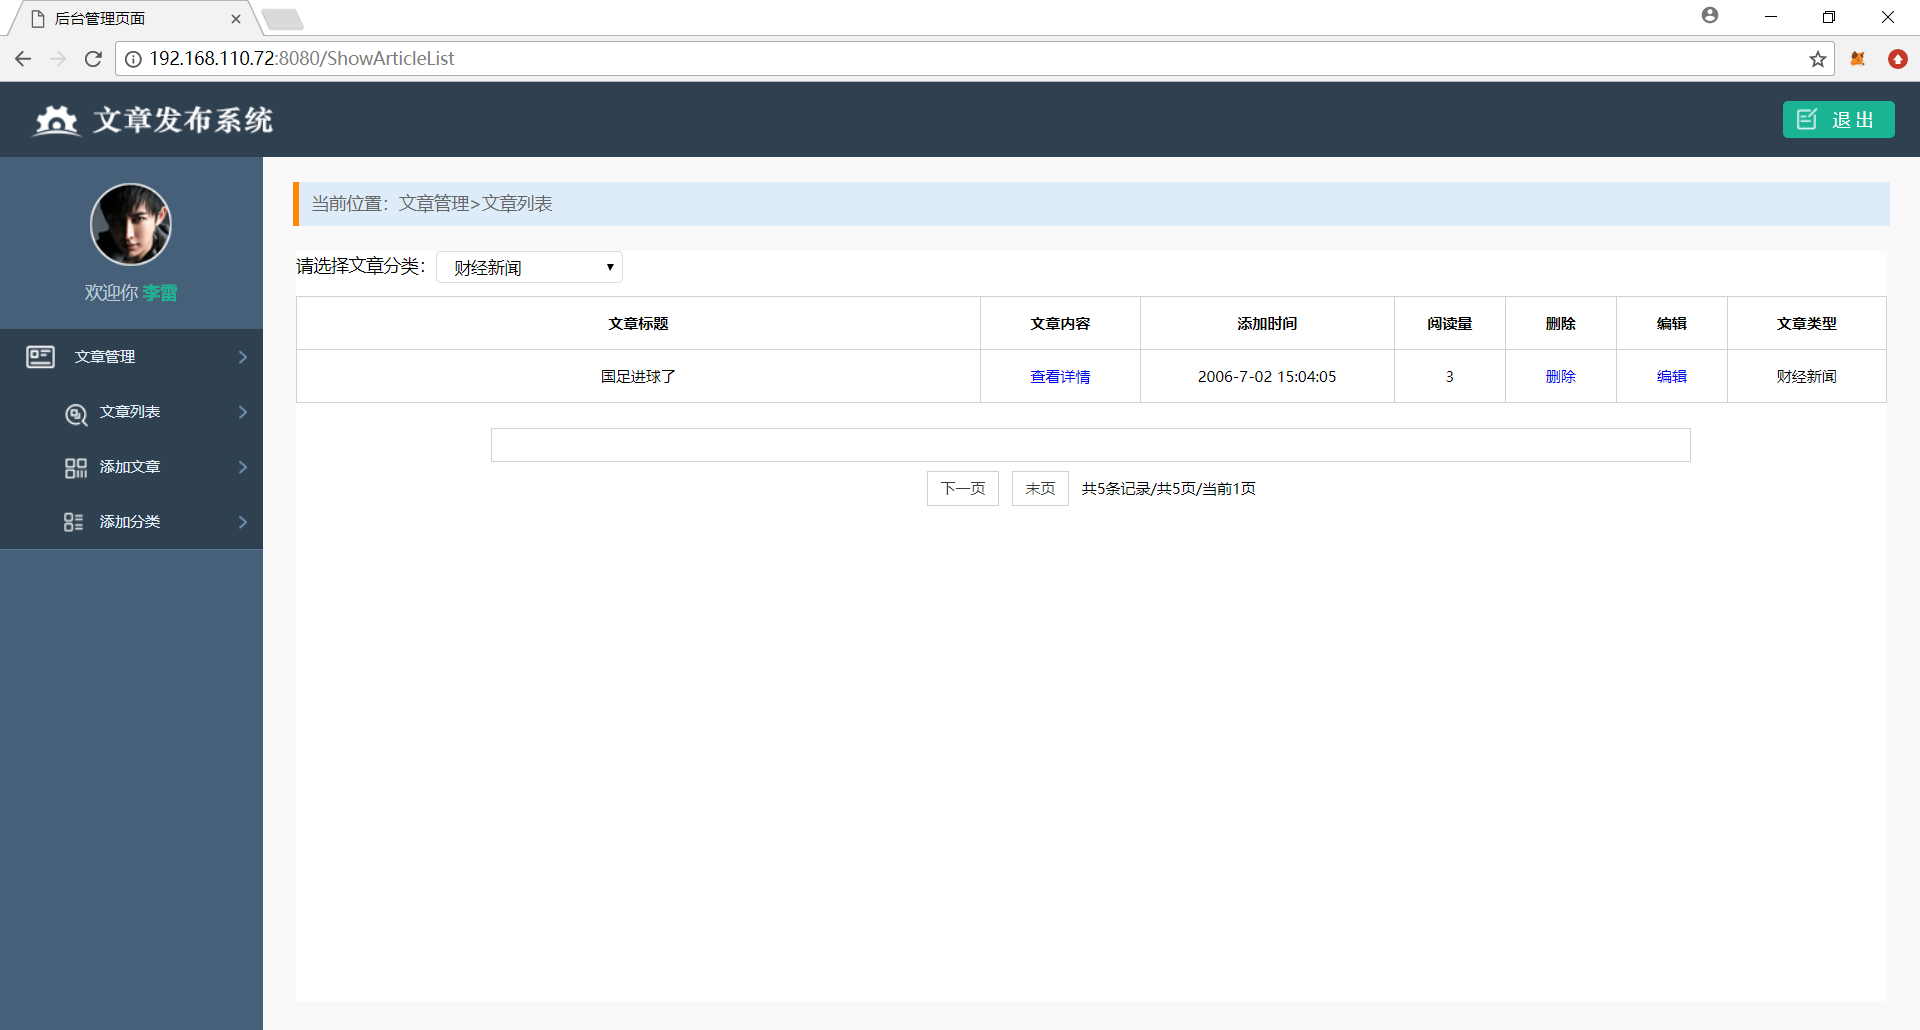 后台管理页面
192.168.110.72:8080/ShowArticleList
文章发布系统
退出
欢迎你 李雷
文章管理
文章列表
添加文章
添加分类
当前位置：文章管理>文章列表
请选择文章分类： 财经新闻
文章标题 文章内容 添加时间 阅读量 删除 编辑 文章类型
国足进球了 查看详情 2006-7-02 15:04:05 3 删除 编辑 财经新闻
下一页 末页 共5条记录/共5页/当前1页